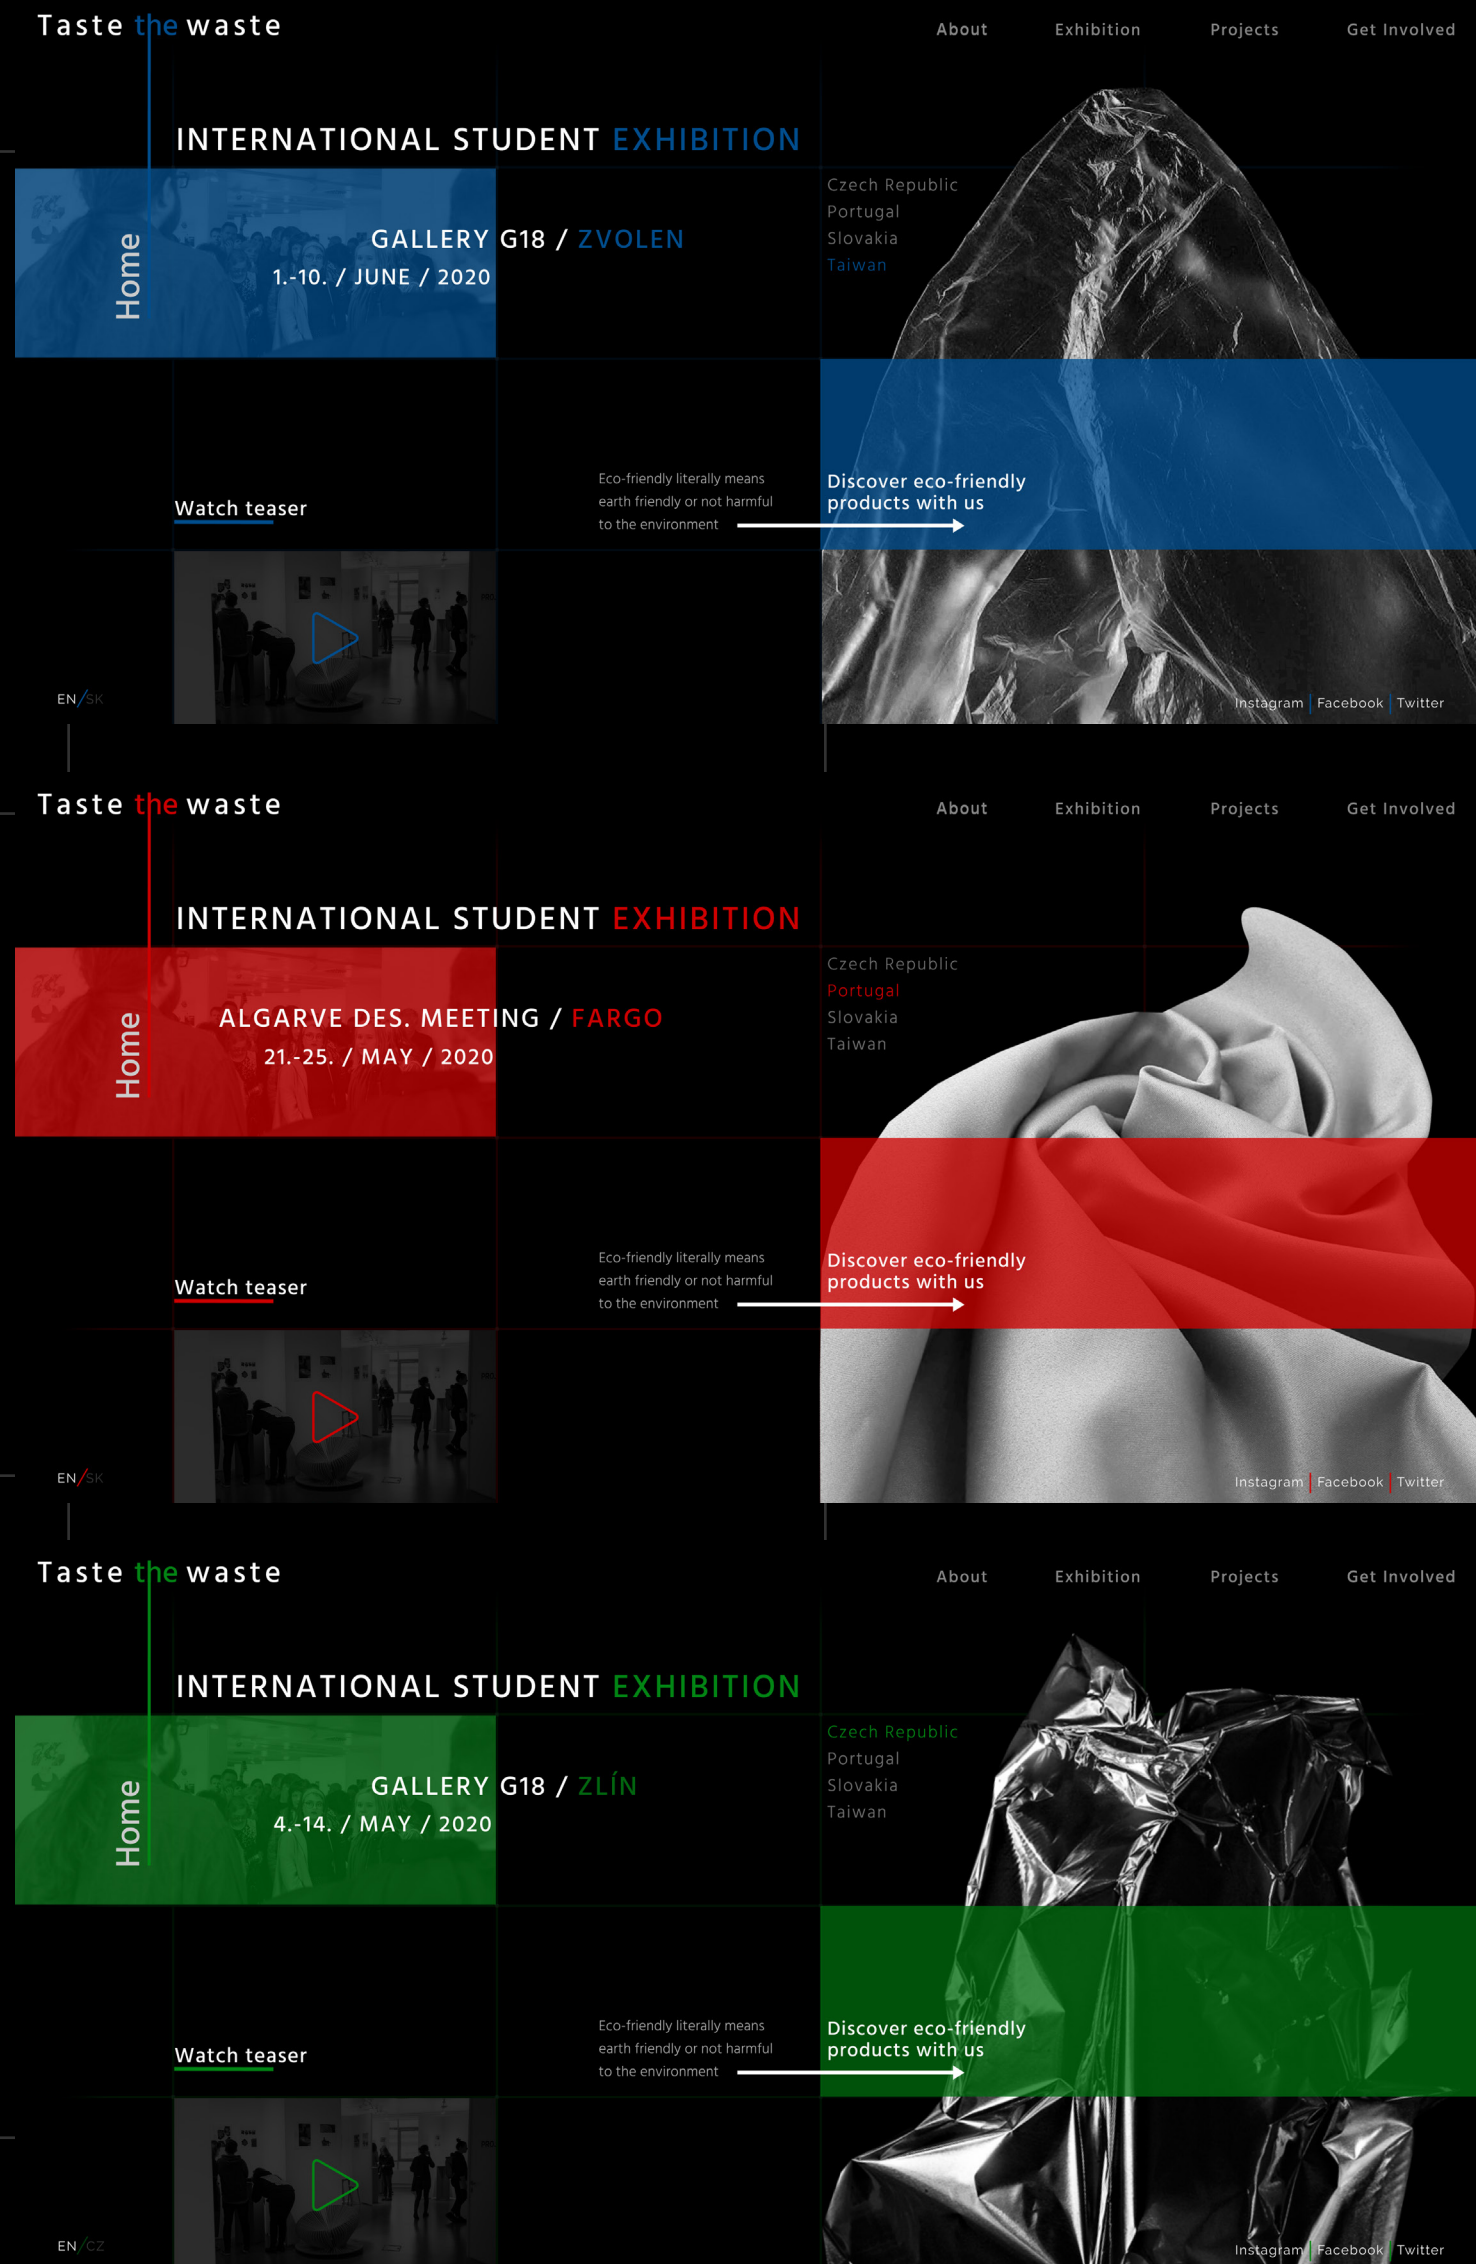 Taste the waste
About Exhibition Projects Get Involved
INTERNATIONAL STUDENT EXHIBITION
Home
GALLERY G18 / ZVOLEN
1.-10. / JUNE / 2020
Czech Republic
Portugal
Slovakia
Taiwan
Watch teaser
Eco-friendly literally means
earth friendly or not harmful
to the environment
Discover eco-friendly
products with us
EN/SK
Instagram | Facebook | Twitter
Taste the waste
About Exhibition Projects Get Involved
INTERNATIONAL STUDENT EXHIBITION
Home
ALGARVE DES. MEETING / FARGO
21.-25. / MAY / 2020
Czech Republic
Portugal
Slovakia
Taiwan
Watch teaser
Eco-friendly literally means
earth friendly or not harmful
to the environment
Discover eco-friendly
products with us
EN/SK
Instagram | Facebook | Twitter
Taste the waste
About Exhibition Projects Get Involved
INTERNATIONAL STUDENT EXHIBITION
Home
GALLERY G18 / ZLÍN
4.-14. / MAY / 2020
Czech Republic
Portugal
Slovakia
Taiwan
Watch teaser
Eco-friendly literally means
earth friendly or not harmful
to the environment
Discover eco-friendly
products with us
EN/CZ
Instagram | Facebook | Twitter